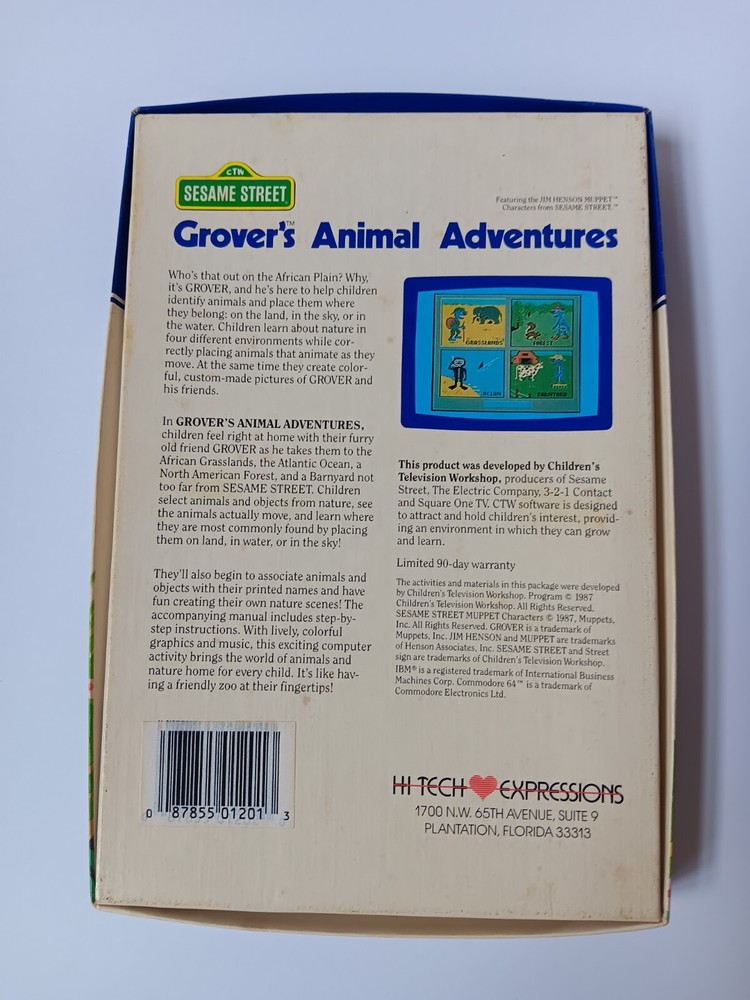 CTW
SESAME STREET
Featuring the JIM HENSON MUPPET™
Characters from SESAME STREET.™
Grover's™ Animal Adventures
Who's that out on the African Plain? Why,
it's GROVER, and he's here to help children
identify animals and place them where
they belong: on the land, in the sky, or in
the water. Children learn about nature in
four different environments while cor-
rectly placing animals that animate as they
move. At the same time they create color-
ful, custom-made pictures of GROVER and
his friends.
In GROVER'S ANIMAL ADVENTURES,
children feel right at home with their furry
old friend GROVER as he takes them to the
African Grasslands, the Atlantic Ocean, a
North American Forest, and a Barnyard not
too far from SESAME STREET. Children
select animals and objects from nature, see
the animals actually move, and learn where
they are most commonly found by placing
them on land, in water, or in the sky!
They'll also begin to associate animals and
objects with their printed names and have
fun creating their own nature scenes! The
accompanying manual includes step-by-
step instructions. With lively, colorful
graphics and music, this exciting computer
activity brings the world of animals and
nature home for every child. It's like hav-
ing a friendly zoo at their fingertips!
GRASSLANDS
FOREST
OCEAN
BARNYARD
This product was developed by Children's
Television Workshop, producers of Sesame
Street, The Electric Company, 3-2-1 Contact
and Square One TV. CTW software is designed
to attract and hold children's interest, provid-
ing an environment in which they can grow
and learn.
Limited 90-day warranty
The activities and materials in this package were developed
by Children's Television Workshop. Program © 1987
Children's Television Workshop. All Rights Reserved.
SESAME STREET MUPPET Characters © 1987, Muppets,
Inc. All Rights Reserved. GROVER is a trademark of
Muppets, Inc. JIM HENSON and MUPPET are trademarks
of Henson Associates, Inc. SESAME STREET and Street
sign are trademarks of Children's Television Workshop.
IBM® is a registered trademark of International Business
Machines Corp. Commodore 64™ is a trademark of
Commodore Electronics Ltd.
0 87855 01201 3
HI TECH EXPRESSIONS
1700 N.W. 65TH AVENUE, SUITE 9
PLANTATION, FLORIDA 33313